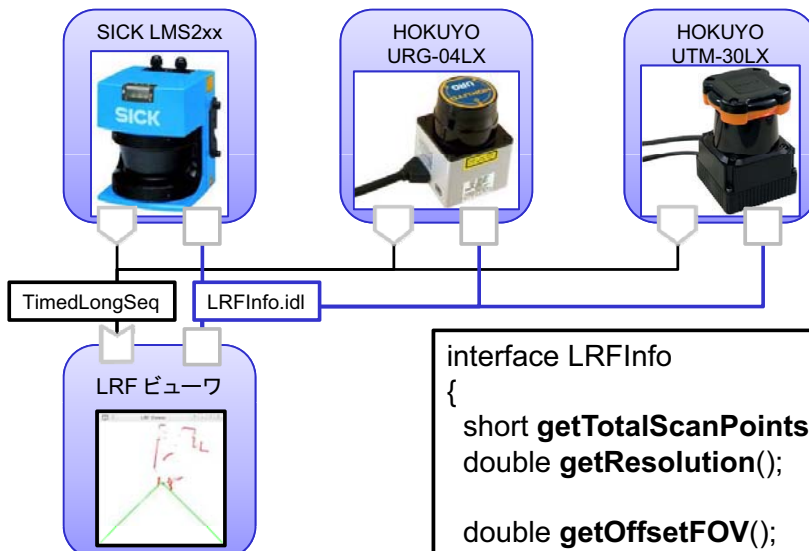 SICK LMS2xx
HOKUYO
URG-04LX
HOKUYO
UTM-30LX
SICK
URG
TimedLongSeq
LRFInfo.idl
LRF ビューワ
interface LRFInfo
{
short getTotalScanPoints
double getResolution();
double getOffsetFOV();